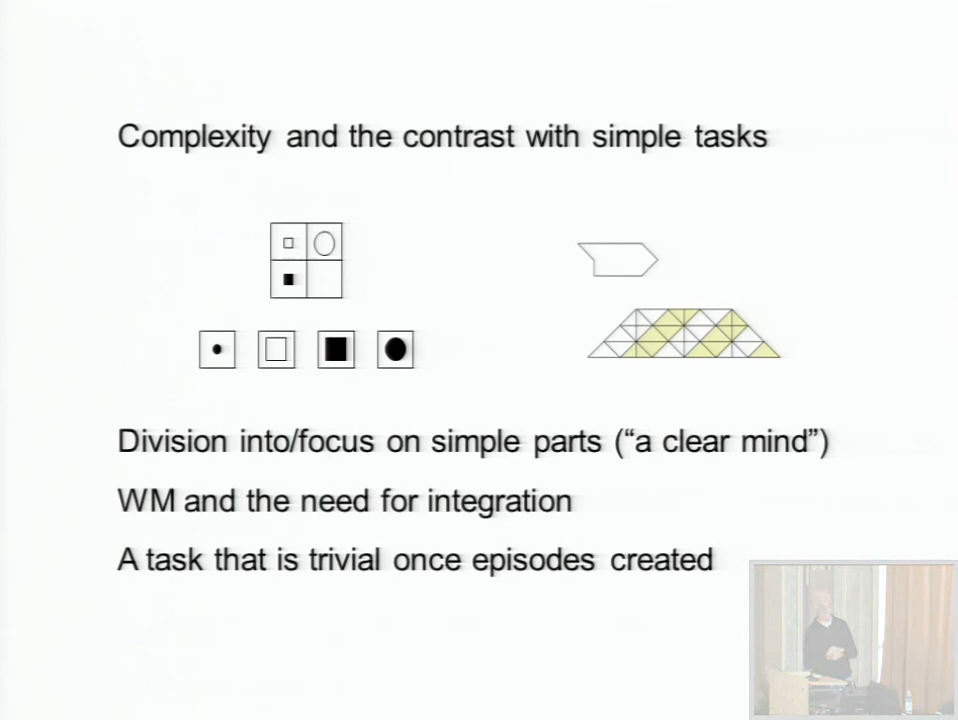 Complexity and the contrast with simple tasks
Division into/focus on simple parts (“a clear mind”)
WM and the need for integration
A task that is trivial once episodes created